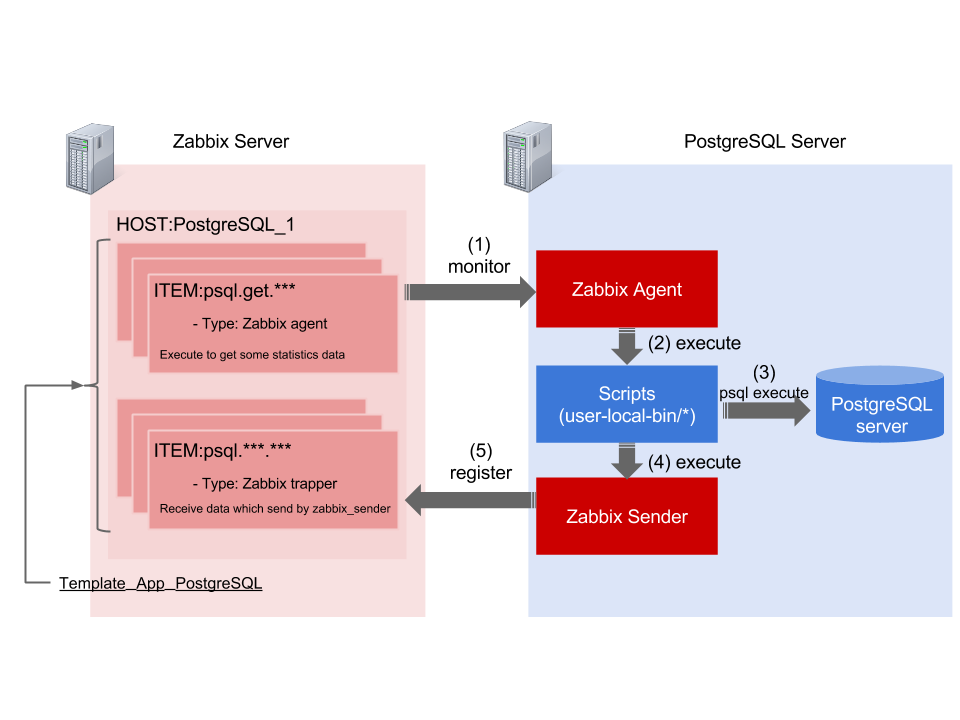 Zabbix Server
HOST:PostgreSQL_1
ITEM:psql.get.***
- Type: Zabbix agent
Execute to get some statistics data
ITEM:psql.***.***
- Type: Zabbix trapper
Receive data which send by zabbix_sender
Template_App_PostgreSQL
(1)
monitor
(5)
register
PostgreSQL Server
Zabbix Agent
(2) execute
Scripts
(user-local-bin/*)
(3)
psql execute
PostgreSQL
server
(4) execute
Zabbix Sender